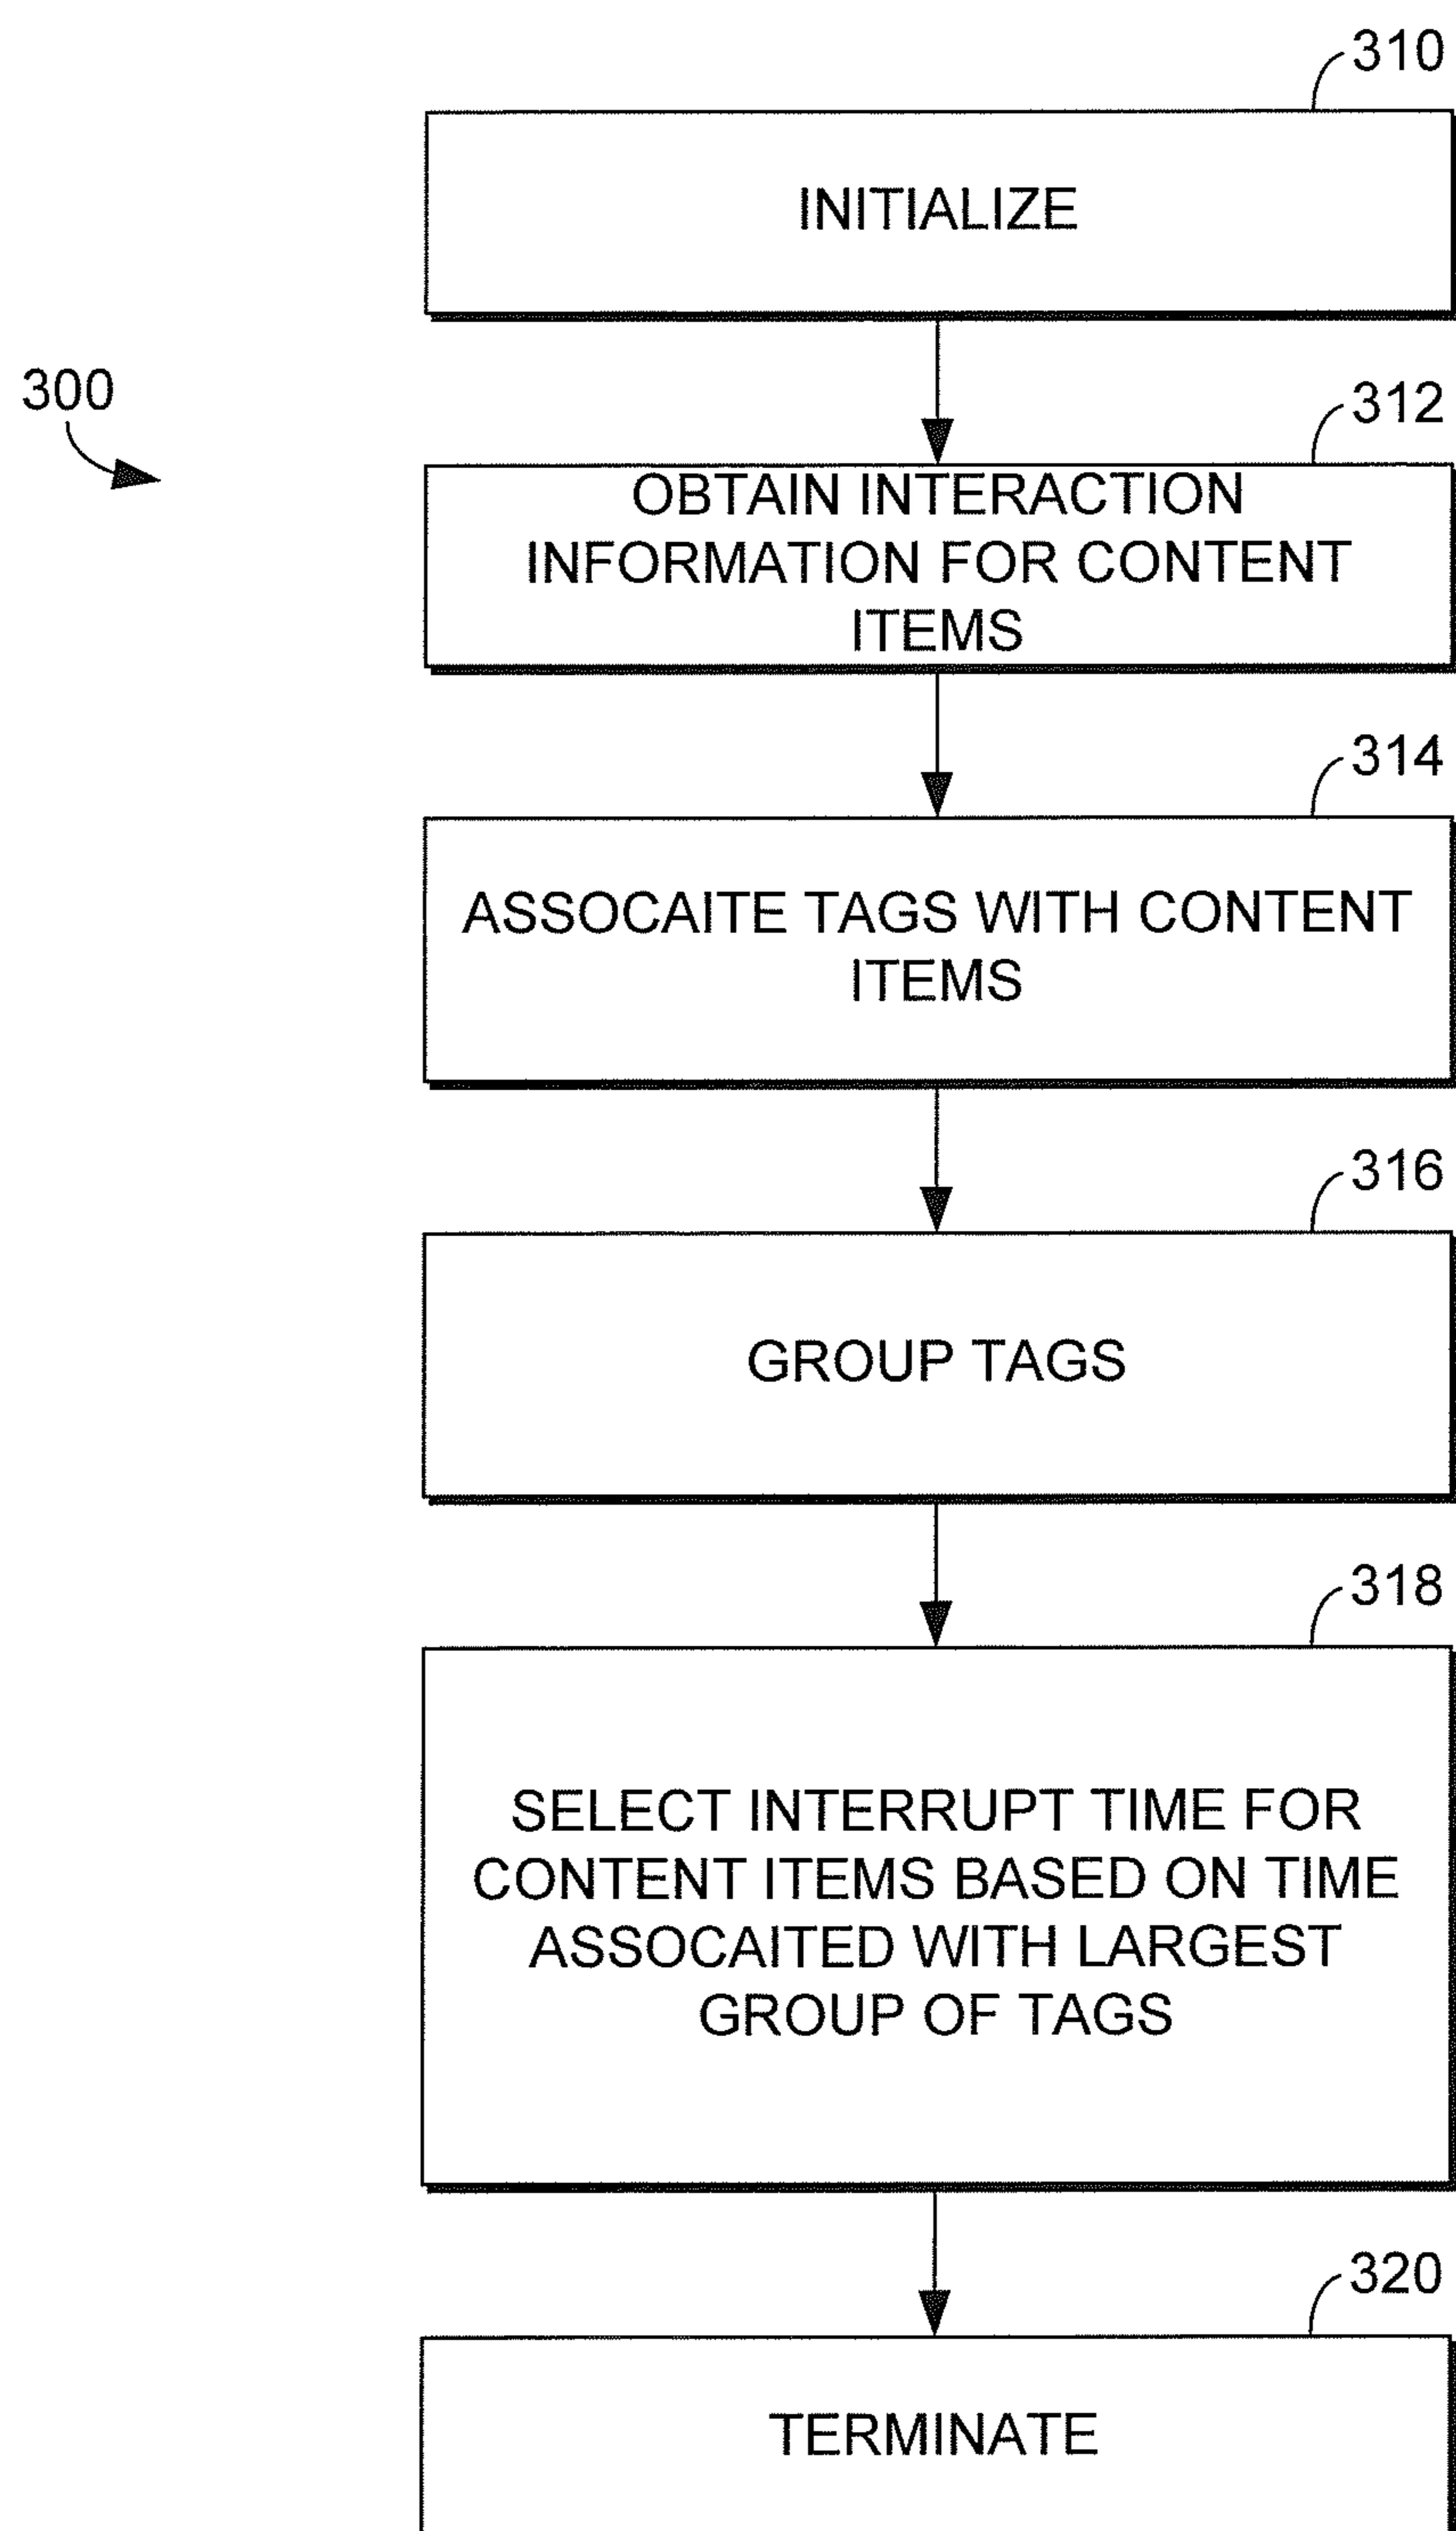 310
INITIALIZE
300
312
OBTAIN INTERACTION
INFORMATION FOR CONTENT
ITEMS
314
ASSOCAITE TAGS WITH CONTENT
ITEMS
316
GROUP TAGS
318
SELECT INTERRUPT TIME FOR
CONTENT ITEMS BASED ON TIME
ASSOCAITED WITH LARGEST
GROUP OF TAGS
320
TERMINATE